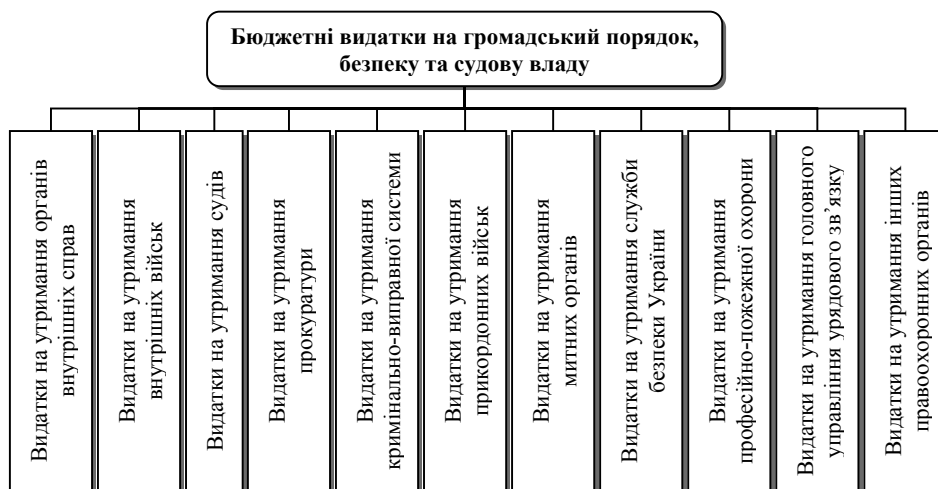 Бюджетні видатки на громадський порядок,
безпеку та судову владу
Видатки на утримання органів
внутрішніх справ
Видатки на утримання
внутрішніх військ
Видатки на утримання судів
Видатки на утримання
прокуратури
Видатки на утримання
кримінально-виправної системи
Видатки на утримання
прикордонних військ
Видатки на утримання
митних органів
Видатки на утримання служби
безпеки України
Видатки на утримання
професійно-пожежної охорони
Видатки на утримання головного
управління урядового зв’язку
Видатки на утримання інших
правоохоронних органів